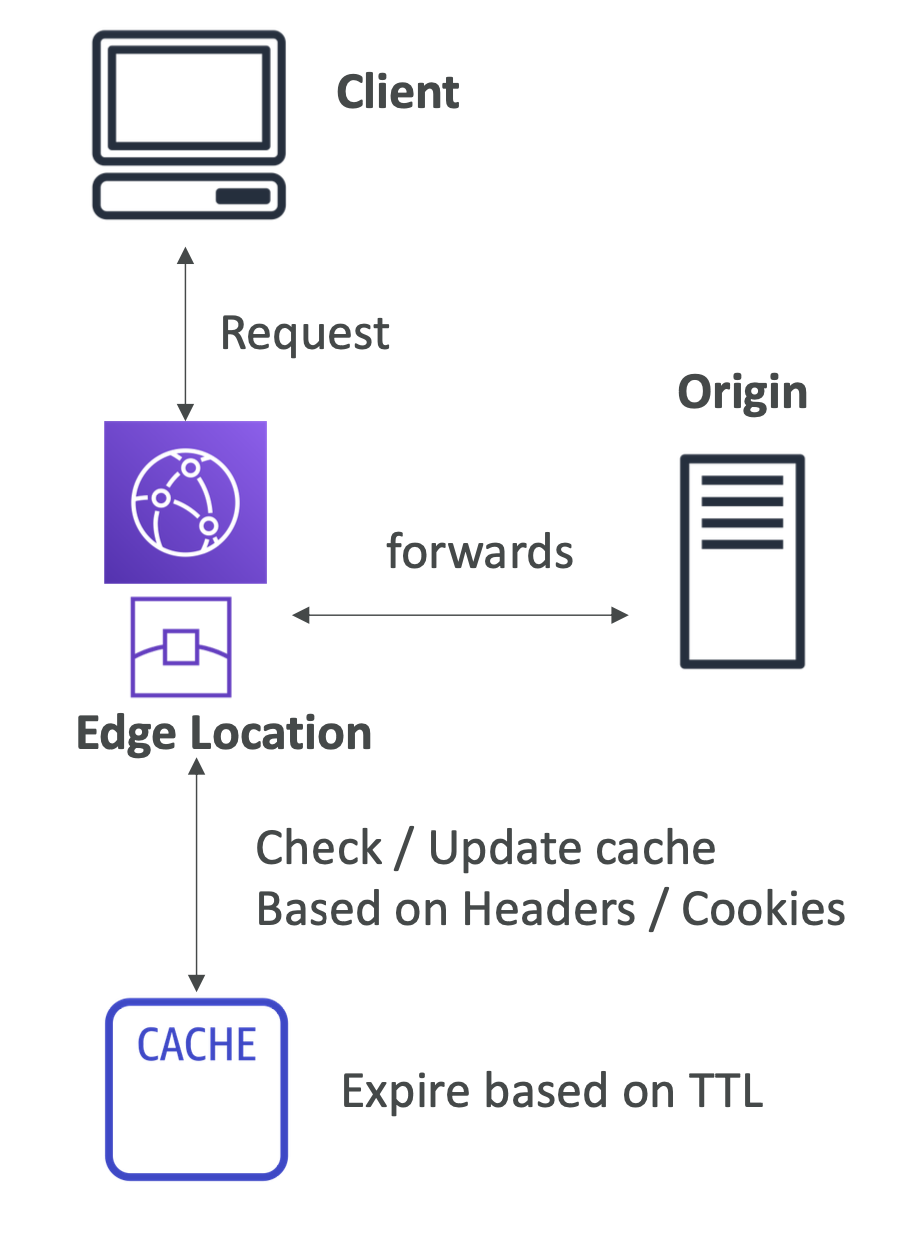 Client
Request
Origin
forwards
Edge Location
Check / Update cache
Based on Headers / Cookies
CACHE
Expire based on TTL